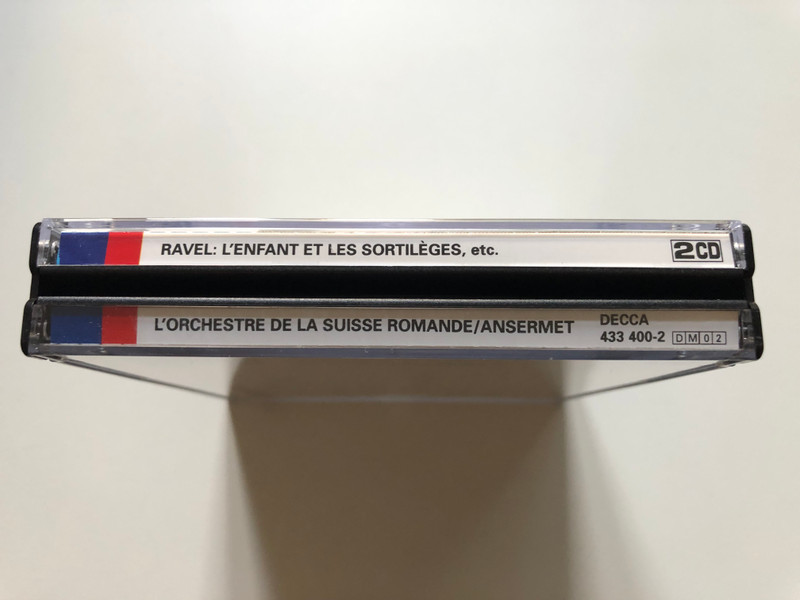 RAVEL: L'ENFANT ET LES SORTILÈGES, etc.
2CD
L'ORCHESTRE DE LA SUISSE ROMANDE/ANSERMET
DECCA
433 400-2 DM02